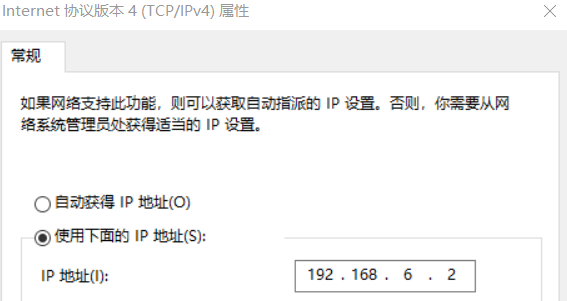 Internet 协议版本 4 (TCP/IPv4) 属性
常规
如果网络支持此功能，则可以获取自动指派的 IP 设置。否则，你需要从网
络系统管理员处获得适当的 IP 设置。
自动获得 IP 地址(O)
使用下面的 IP 地址(S):
IP 地址(I):
192 . 168 . 6 . 2